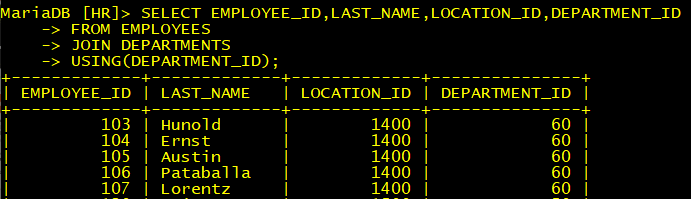 MariaDB [HR]> SELECT EMPLOYEE_ID,LAST_NAME,LOCATION_ID,DEPARTMENT_ID
-> FROM EMPLOYEES
-> JOIN DEPARTMENTS
-> USING(DEPARTMENT_ID);
+-------------+-------------+-------------+---------------+
| EMPLOYEE_ID | LAST_NAME | LOCATION_ID | DEPARTMENT_ID |
+-------------+-------------+-------------+---------------+
| 103 | Hunold | 1400 | 60 |
| 104 | Ernst | 1400 | 60 |
| 105 | Austin | 1400 | 60 |
| 106 | Pataballa | 1400 | 60 |
| 107 | Lorentz | 1400 | 60 |